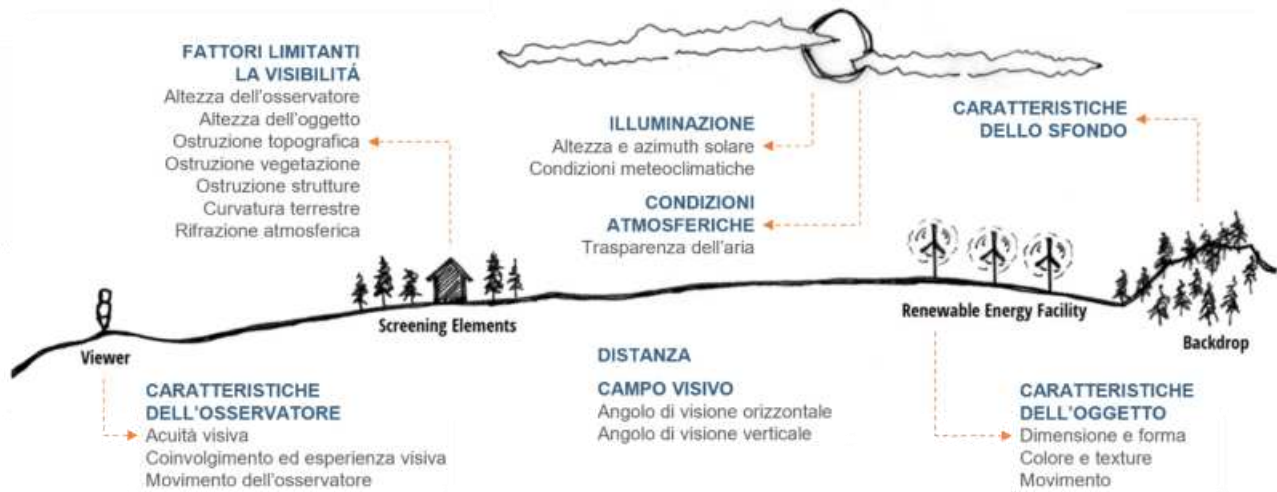 FATTORI LIMITANTI
LA VISIBILITÁ
Altezza dell'osservatore
Altezza dell'oggetto
Ostruzione topografica
Ostruzione vegetazione
Ostruzione strutture
Curvatura terrestre
Rifrazione atmosferica
ILLUMINAZIONE
Altezza e azimuth solare
Condizioni meteoclimatiche
CONDIZIONI
ATMOSFERICHE
Trasparenza dell'aria
CARATTERISTICHE
DELLO SFONDO
Viewer
Screening Elements
Renewable Energy Facility
Backdrop
CARATTERISTICHE
DELL'OSSERVATORE
Acuità visiva
Coinvolgimento ed esperienza visiva
Movimento dell'osservatore
DISTANZA
CAMPO VISIVO
Angolo di visione orizzontale
Angolo di visione verticale
CARATTERISTICHE
DELL'OGGETTO
Dimensione e forma
Colore e texture
Movimento